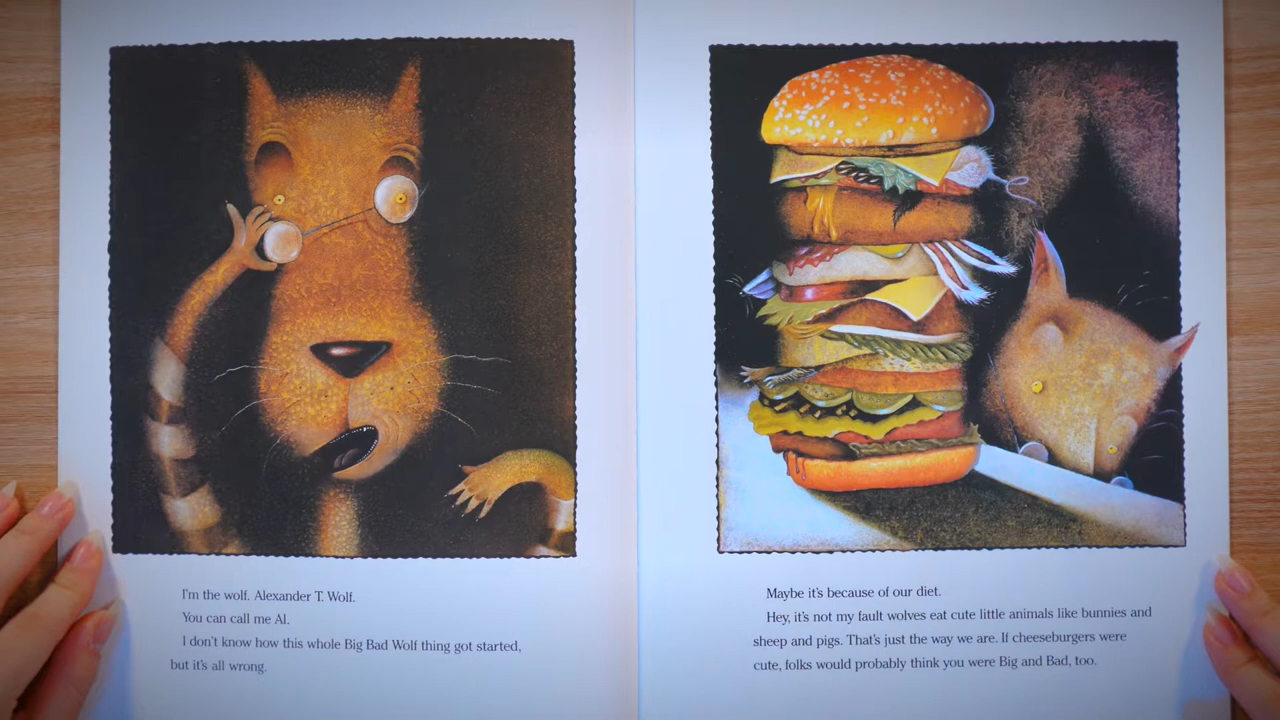 I'm the wolf. Alexander T. Wolf.
You can call me Al.
I don't know how this whole Big Bad Wolf thing got started,
but it's all wrong.
Maybe it's because of our diet.
Hey, it's not my fault wolves eat cute little animals like bunnies and
sheep and pigs. That's just the way we are. If cheeseburgers were
cute, folks would probably think you were Big and Bad, too.